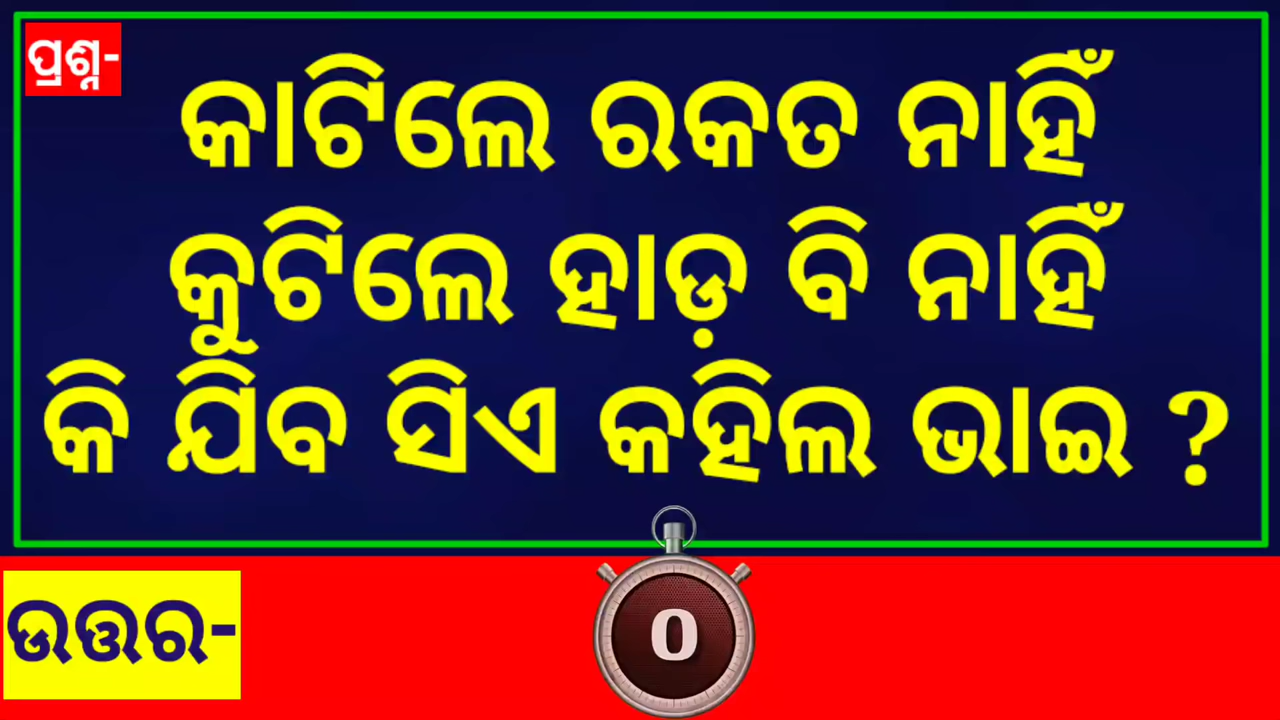 ପ୍ରଶ୍ନ-
କାଟିଲେ ରକତ ନାହିଁ
କୁଟିଲେ ହାଡ଼ ବି ନାହିଁ
କି ଯିବ ସିଏ କହିଲ ଭାଇ ?
0
ଉତ୍ତର-